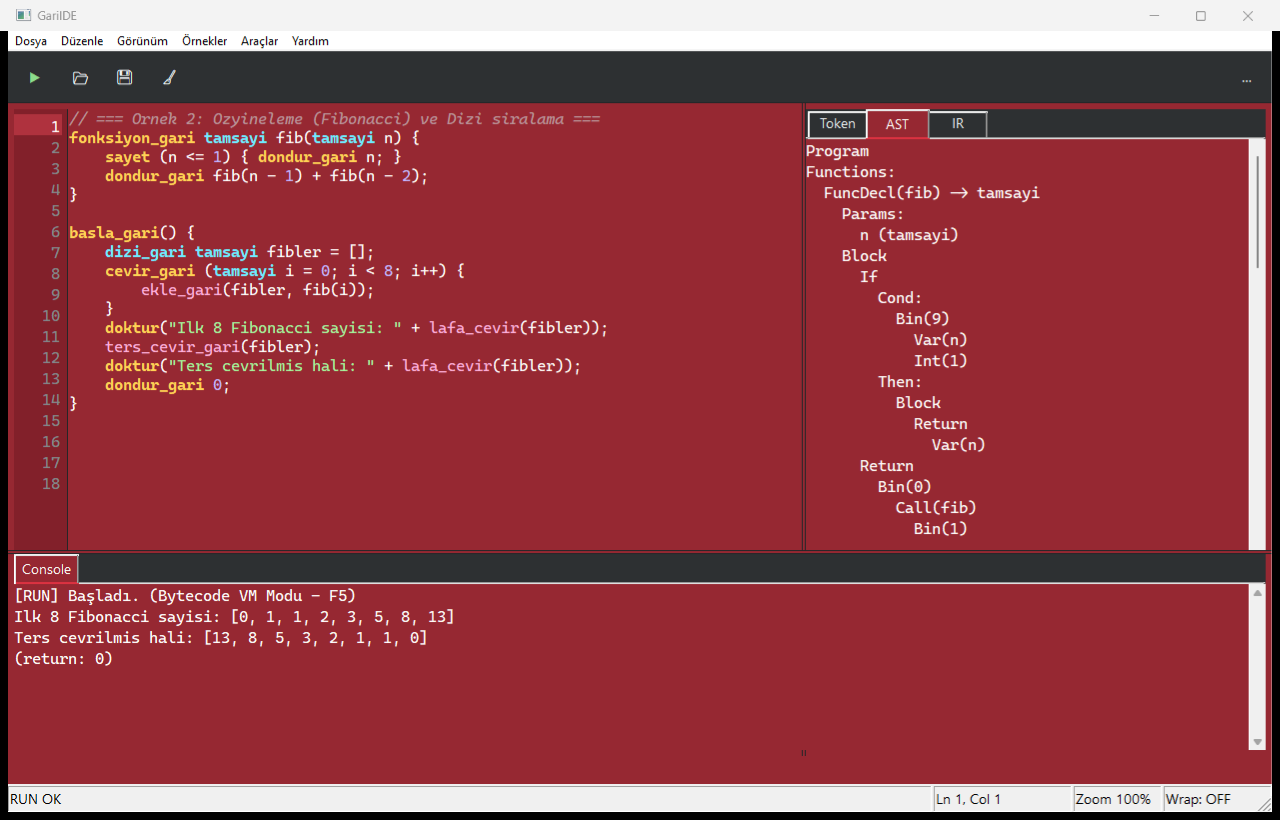 GariIDE
Dosya Düzenle Görünüm Örnekler Araçlar Yardım
...
1
2
3
4
5
6
7
8
9
10
11
12
13
14
15
16
17
18
// === Ornek 2: Ozyineleme (Fibonacci) ve Dizi siralama ===
fonksiyon_gari tamsayi fib(tamsayi n) {
    sayet (n <= 1) { dondur_gari n; }
    dondur_gari fib(n - 1) + fib(n - 2);
}
basla_gari() {
    dizi_gari tamsayi fibler = [];
    cevir_gari (tamsayi i = 0; i < 8; i++) {
        ekle_gari(fibler, fib(i));
    }
    doktur("Ilk 8 Fibonacci sayisi: " + lafa_cevir(fibler));
    ters_cevir_gari(fibler);
    doktur("Ters cevrilmis hali: " + lafa_cevir(fibler));
    dondur_gari 0;
}
Token AST IR
Program
Functions:
  FuncDecl(fib) -> tamsayi
    Params:
      n (tamsayi)
    Block
      If
        Cond:
          Bin(9)
            Var(n)
            Int(1)
        Then:
          Block
            Return
              Var(n)
      Return
        Bin(0)
          Call(fib)
            Bin(1)
Console
[RUN] Başladı. (Bytecode VM Modu - F5)
Ilk 8 Fibonacci sayisi: [0, 1, 1, 2, 3, 5, 8, 13]
Ters cevrilmis hali: [13, 8, 5, 3, 2, 1, 1, 0]
(return: 0)
RUN OK
Ln 1, Col 1
Zoom 100%
Wrap: OFF